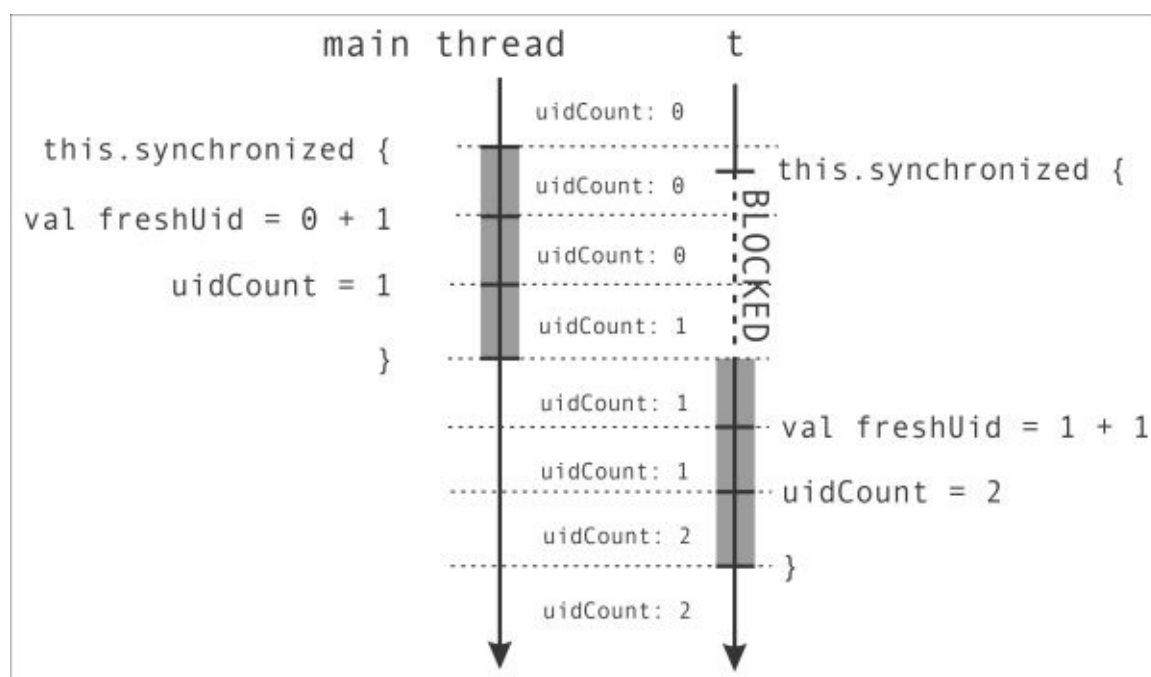 main thread
t
uidCount: 0
this.synchronized {
this.synchronized {
uidCount: 0
val freshUid = 0 + 1
uidCount: 0
BLOCKED
uidCount = 1
uidCount: 1
}
uidCount: 1
val freshUid = 1 + 1
uidCount: 1
uidCount = 2
uidCount: 2
}
uidCount: 2